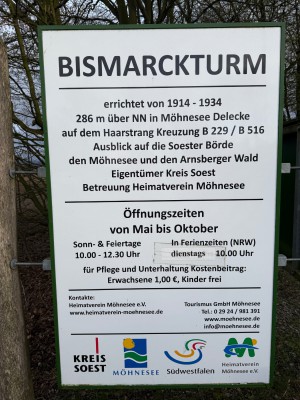 BISMARCKTURM
errichtet von 1914 - 1934
286 m über NN in Möhnesee Delecke
auf dem Haarstrang Kreuzung B 229 / B 516
Ausblick auf die Soester Börde
den Möhnesee und den Arnsberger Wald
Eigentümer Kreis Soest
Betreuung Heimatverein Möhnesee
Öffnungszeiten
von Mai bis Oktober
Sonn- & Feiertage
10.00 - 12.30 Uhr
In Ferienzeiten (NRW)
dienstags 10.00 Uhr
für Pflege und Unterhaltung Kostenbeitrag:
Erwachsene 1,00 €, Kinder frei
Kontakte:
Heimatverein Möhnesee e.V.
www.heimatverein-moehnesee.de
Tourismus GmbH Möhnesee
Tel.: 0 29 24 / 981 391
www.moehnesee.de
info@moehnesee.de
KREIS
SOEST
MÖHNESEE
Südwestfalen
Heimatverein
Möhnesee e.V.